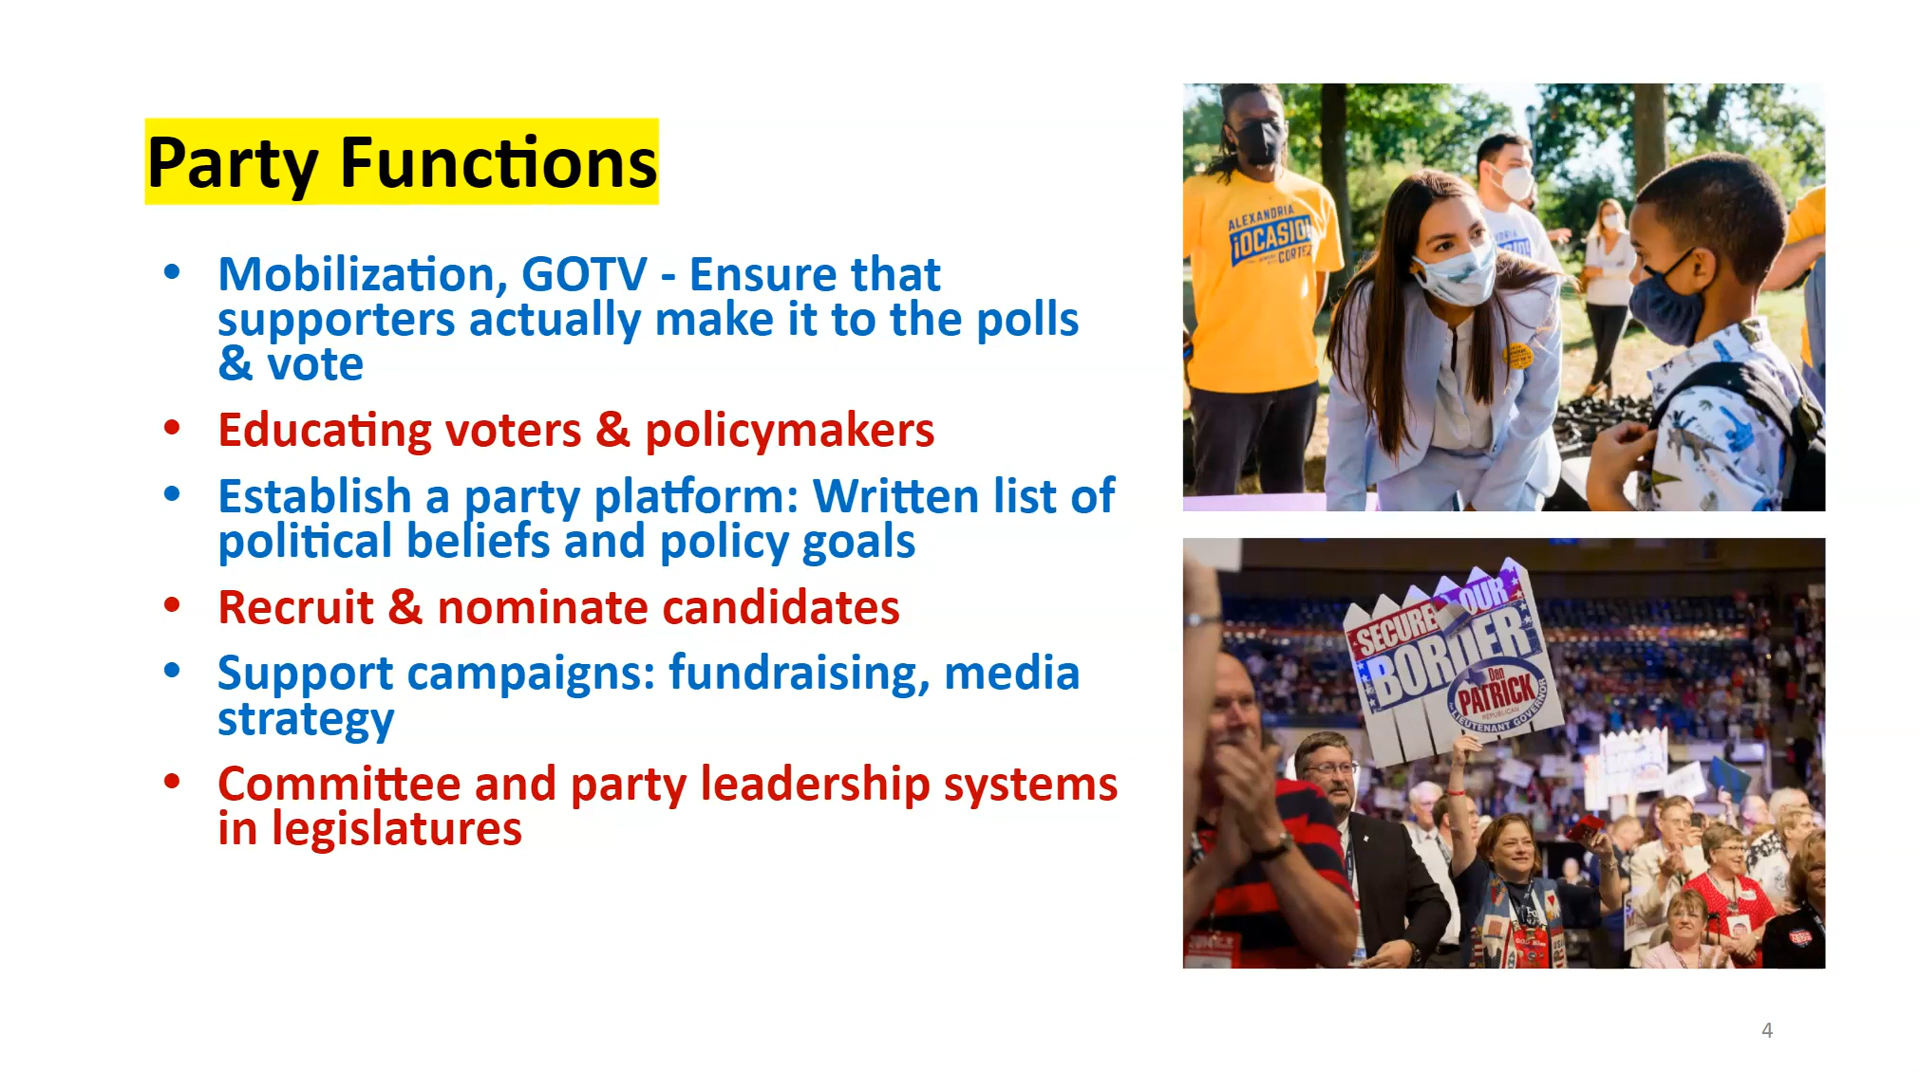 Party Functions
• Mobilization, GOTV - Ensure that
supporters actually make it to the polls
& vote
• Educating voters & policymakers
• Establish a party platform: Written list of
political beliefs and policy goals
• Recruit & nominate candidates
• Support campaigns: fundraising, media
strategy
• Committee and party leadership systems
in legislatures
ALEXANDRIA
¡OCASIO!
CORTEZ
SECURE OUR
BORDER
Dan
PATRICK
REPUBLICAN
LIEUTENANT GOVERNOR
4